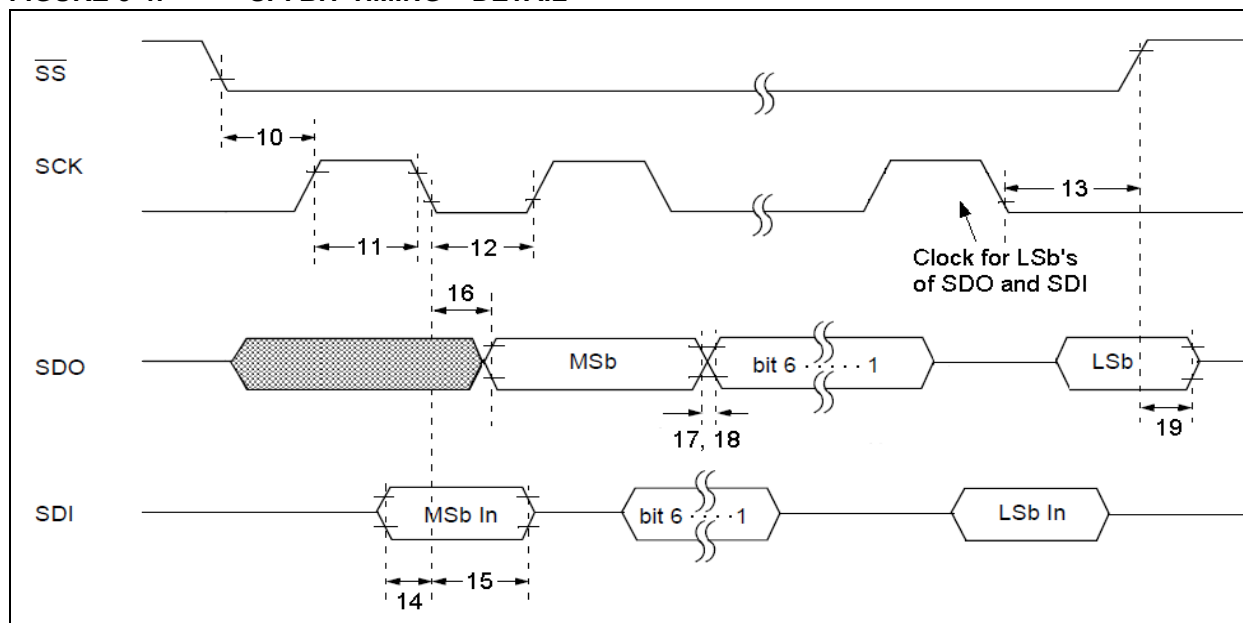 SS
10
SCK
13
11
12
Clock for LSb's
of SDO and SDI
16
SDO
MSb
bit 6 · · · · · · 1
LSb
17, 18
19
SDI
MSb In
bit 6 · · · · 1
LSb In
14
15